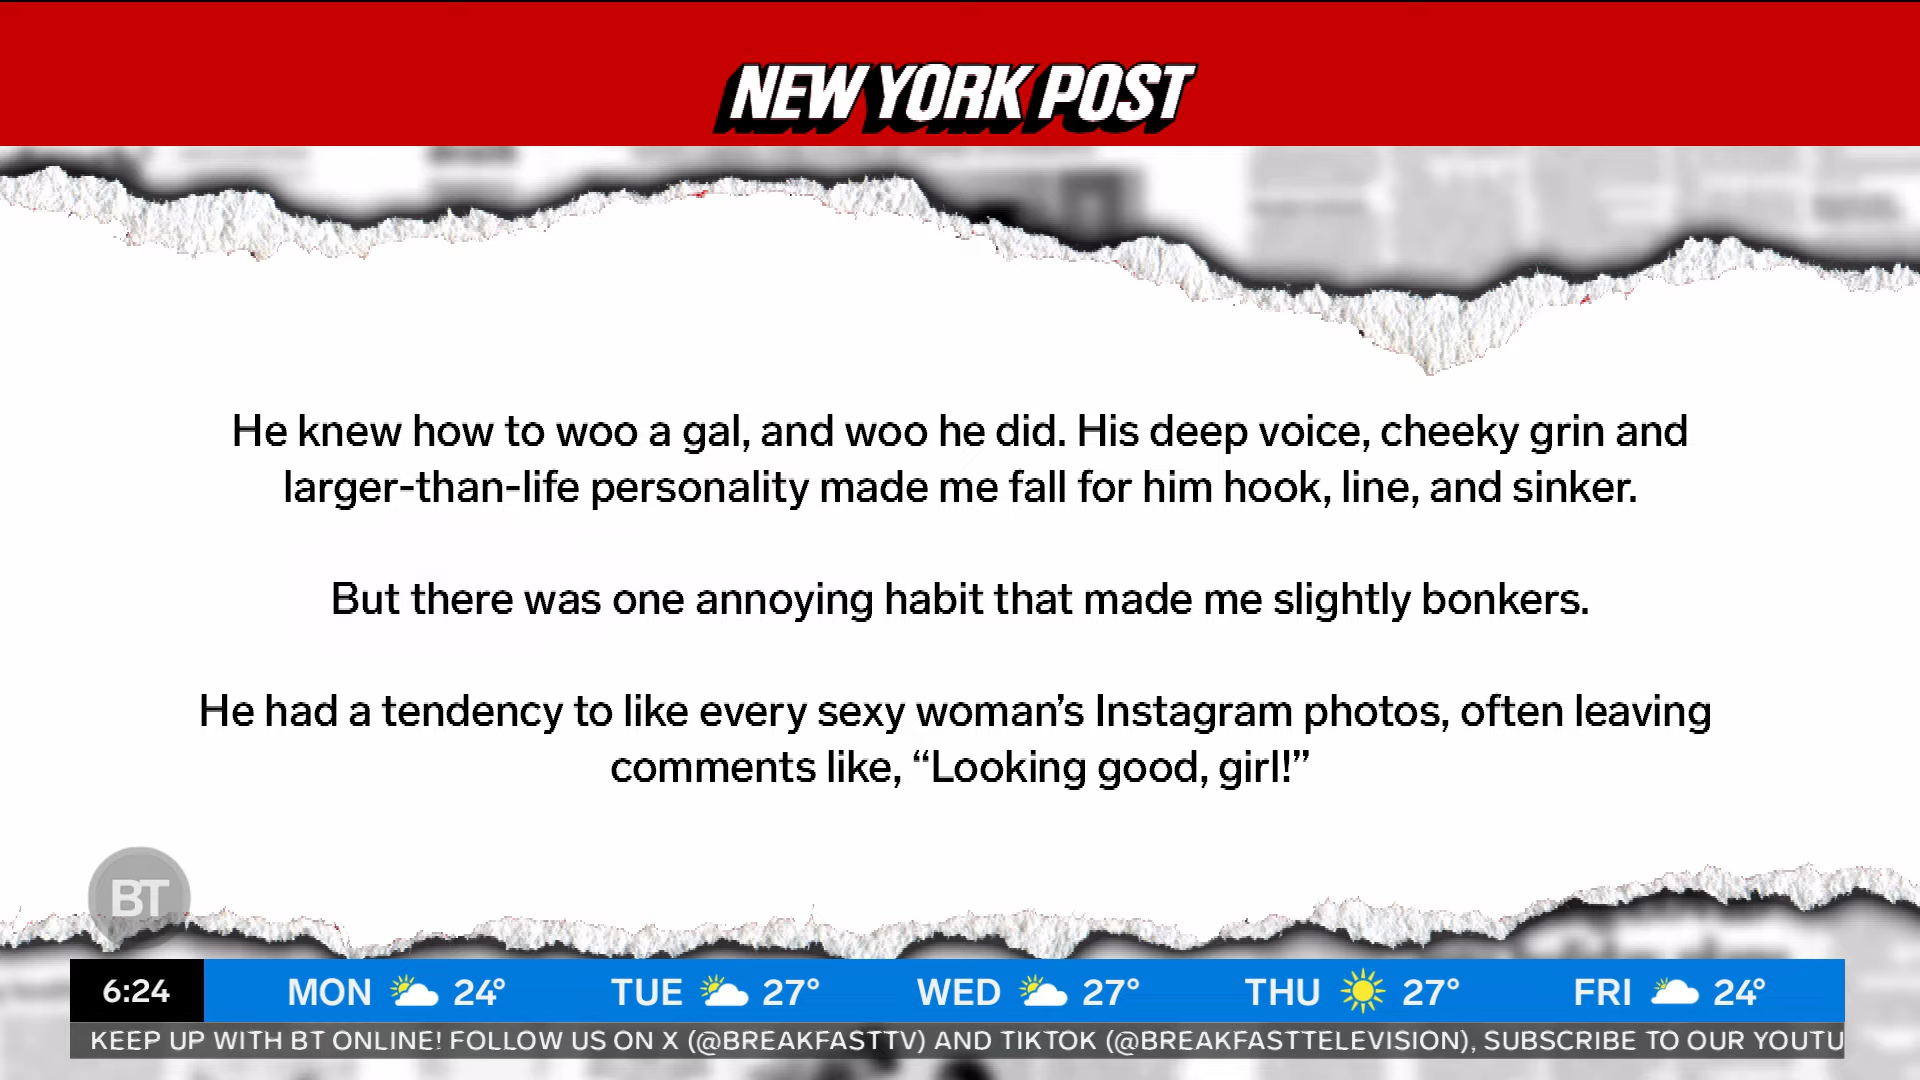 NEW YORK POST
He knew how to woo a gal, and woo he did. His deep voice, cheeky grin and
larger-than-life personality made me fall for him hook, line, and sinker.
But there was one annoying habit that made me slightly bonkers.
He had a tendency to like every sexy woman’s Instagram photos, often leaving
comments like, “Looking good, girl!”
BT
6:24 MON 24° TUE 27° WED 27° THU 27° FRI 24°
KEEP UP WITH BT ONLINE! FOLLOW US ON X (@BREAKFASTTV) AND TIKTOK (@BREAKFASTTELEVISION), SUBSCRIBE TO OUR YOUTU